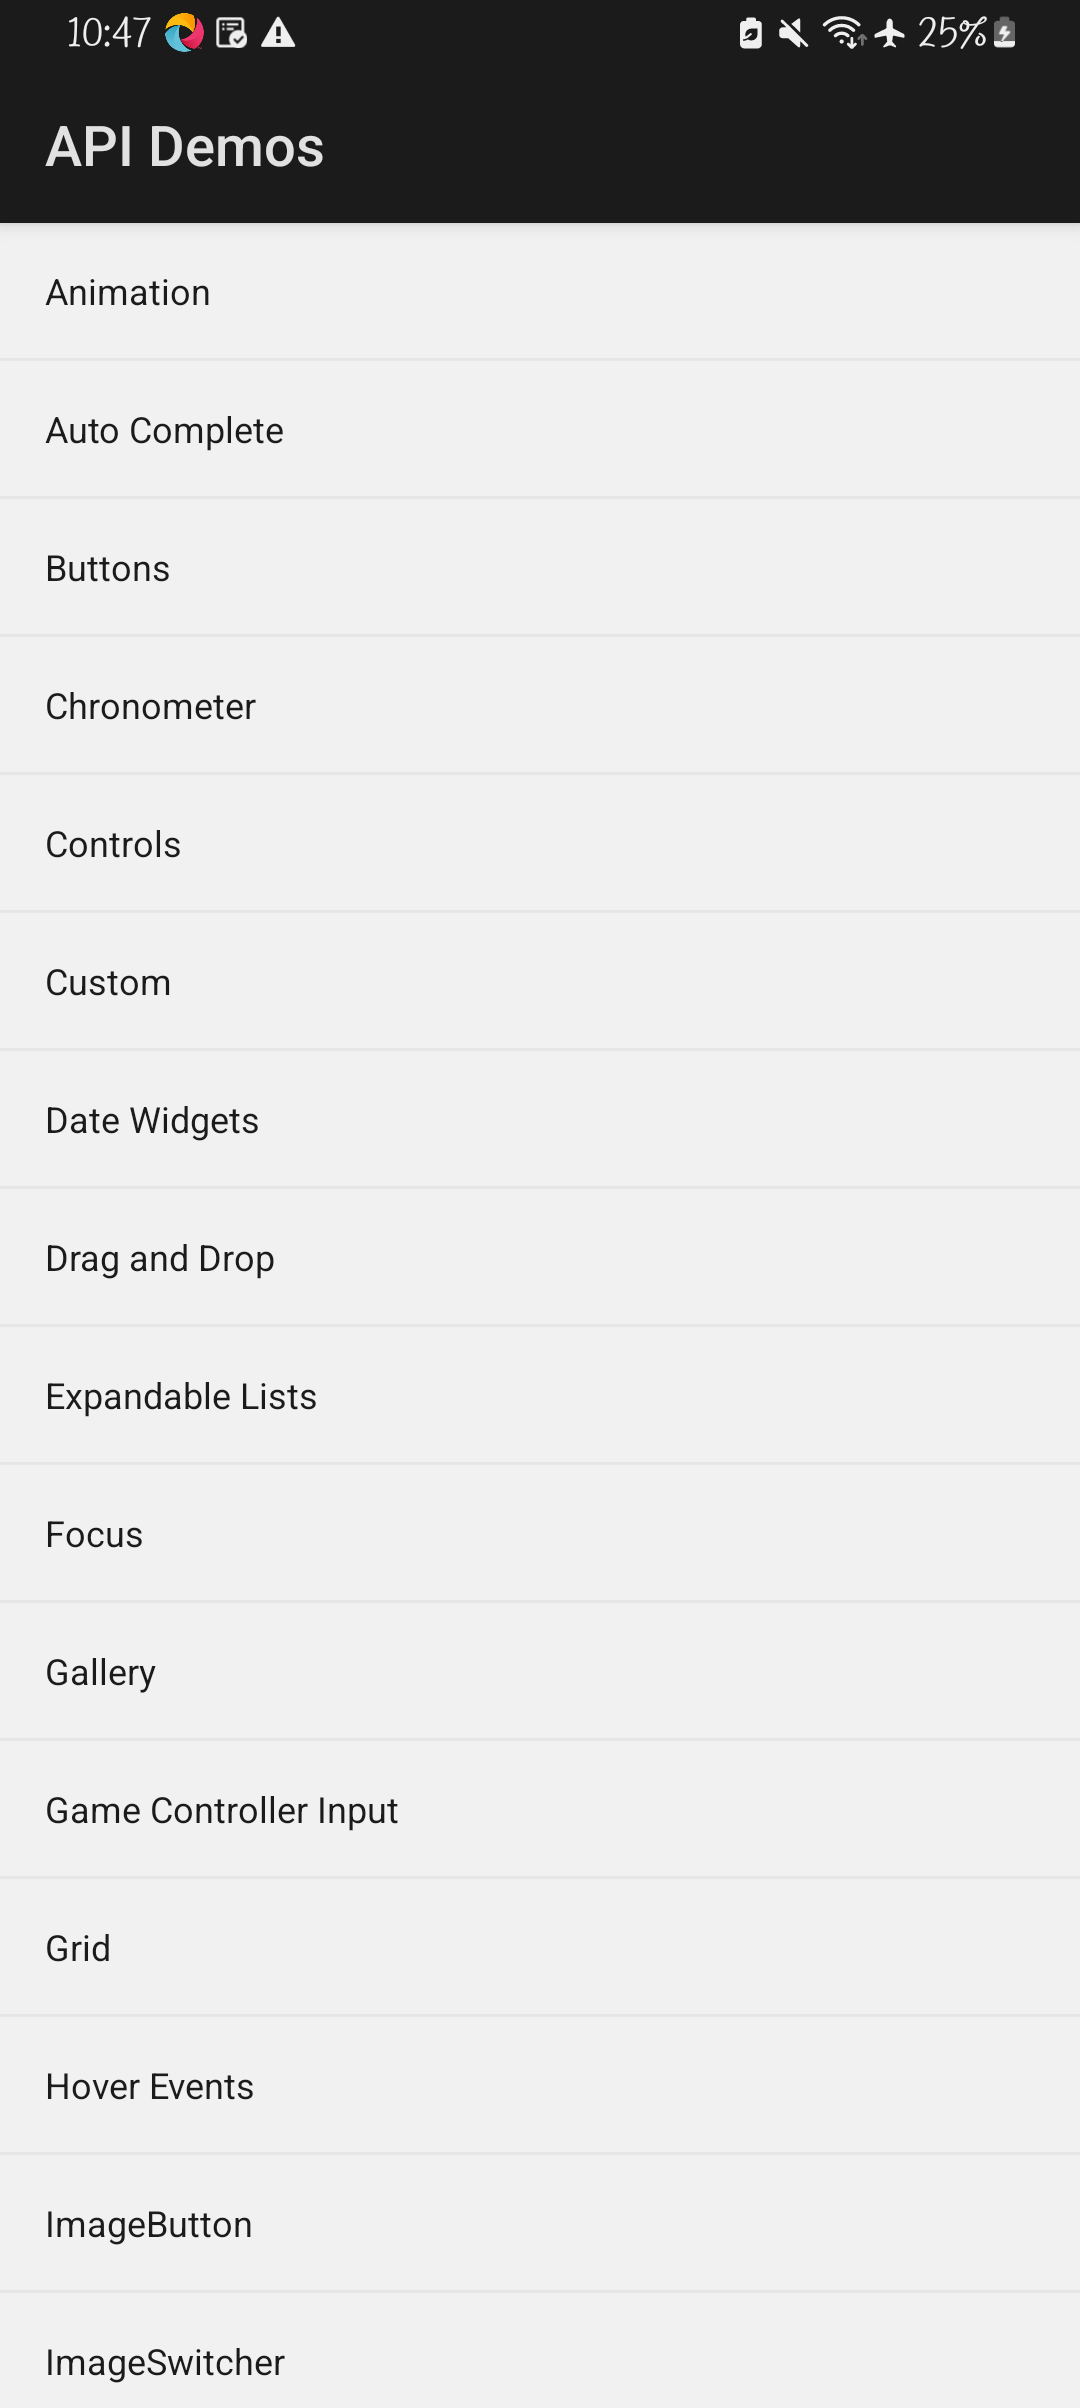 10:47 25%
API Demos
Animation
Auto Complete
Buttons
Chronometer
Controls
Custom
Date Widgets
Drag and Drop
Expandable Lists
Focus
Gallery
Game Controller Input
Grid
Hover Events
ImageButton
ImageSwitcher